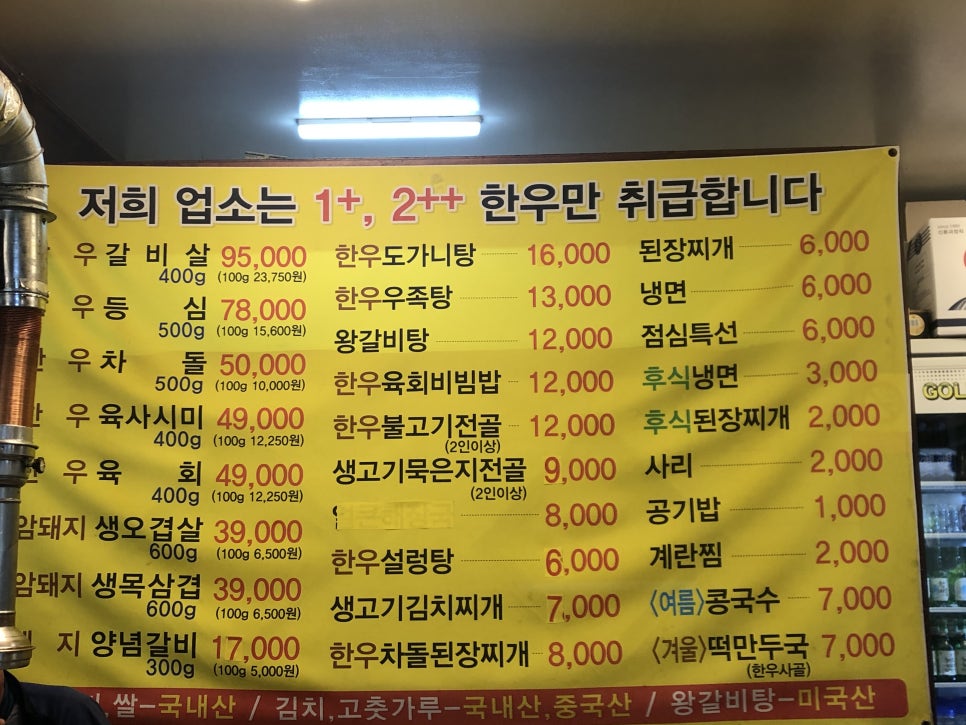 저희 업소는 1+, 2++ 한우만 취급합니다
우 갈 비 살 95,000
400g (100g 23,750원)
우 등 심 78,000
500g (100g 15,600원)
우 차 돌 50,000
500g (100g 10,000원)
우 육사시미 49,000
400g (100g 12,250원)
우 육 회 49,000
400g (100g 12,250원)
암돼지 생오겹살 39,000
600g (100g 6,500원)
암돼지 생목삼겹 39,000
600g (100g 6,500원)
지 양념갈비 17,000
300g (100g 5,000원)
한우도가니탕 16,000
한우우족탕 13,000
왕갈비탕 12,000
한우육회비빔밥 12,000
한우불고기전골 12,000
(2인이상)
생고기묵은지전골 9,000
(2인이상)
8,000
한우설렁탕 6,000
생고기김치찌개 7,000
한우차돌된장찌개 8,000
된장찌개 6,000
냉면 6,000
점심특선 6,000
후식냉면 3,000
후식된장찌개 2,000
사리 2,000
공기밥 1,000
계란찜 2,000
〈여름〉콩국수 7,000
〈겨울〉떡만두국 7,000
(한우사골)
,쌀-국내산 / 김치,고춧가루-국내산,중국산 / 왕갈비탕-미국산
GOL